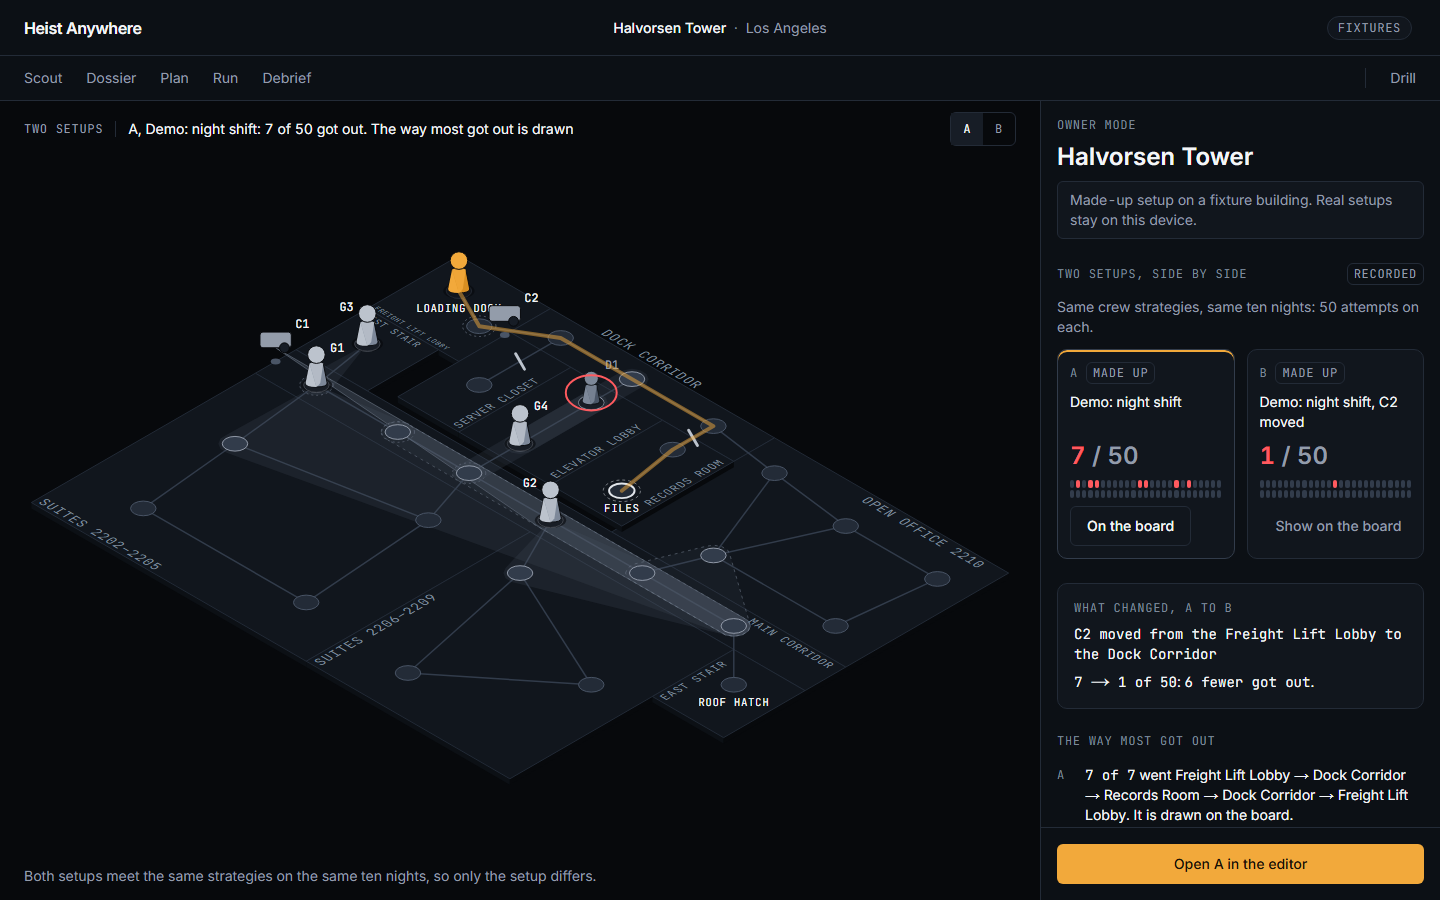 Heist Anywhere
Halvorsen Tower · Los Angeles
FIXTURES
Scout
Dossier
Plan
Run
Debrief
Drill
TWO SETUPS
A, Demo: night shift: 7 of 50 got out. The way most got out is drawn
A
B
C1
G3
G1
C2
LOADING
FREIGHT LIFT LOBBY
STAIR
DOCK CORRIDOR
D1
SERVER CLOSET
G4
ELEVATOR LOBBY
G2
RECORDS ROOM
FILES
SUITES 2202-2205
OPEN OFFICE 2210
SUITES 2206-2209
MAIN CORRIDOR
EAST STAIR
ROOF HATCH
Both setups meet the same strategies on the same ten nights, so only the setup differs.
OWNER MODE
Halvorsen Tower
Made-up setup on a fixture building. Real setups
stay on this device.
TWO SETUPS, SIDE BY SIDE
RECORDED
Same crew strategies, same ten nights: 50 attempts on
each.
A MADE UP
Demo: night shift
7 / 50
On the board
B MADE UP
Demo: night shift, C2
moved
1 / 50
Show on the board
WHAT CHANGED, A TO B
C2 moved from the Freight Lift Lobby to
the Dock Corridor
7 → 1 of 50: 6 fewer got out.
THE WAY MOST GOT OUT
A 7 of 7 went Freight Lift Lobby → Dock Corridor
→ Records Room → Dock Corridor → Freight Lift
Lobby. It is drawn on the board.
Open A in the editor